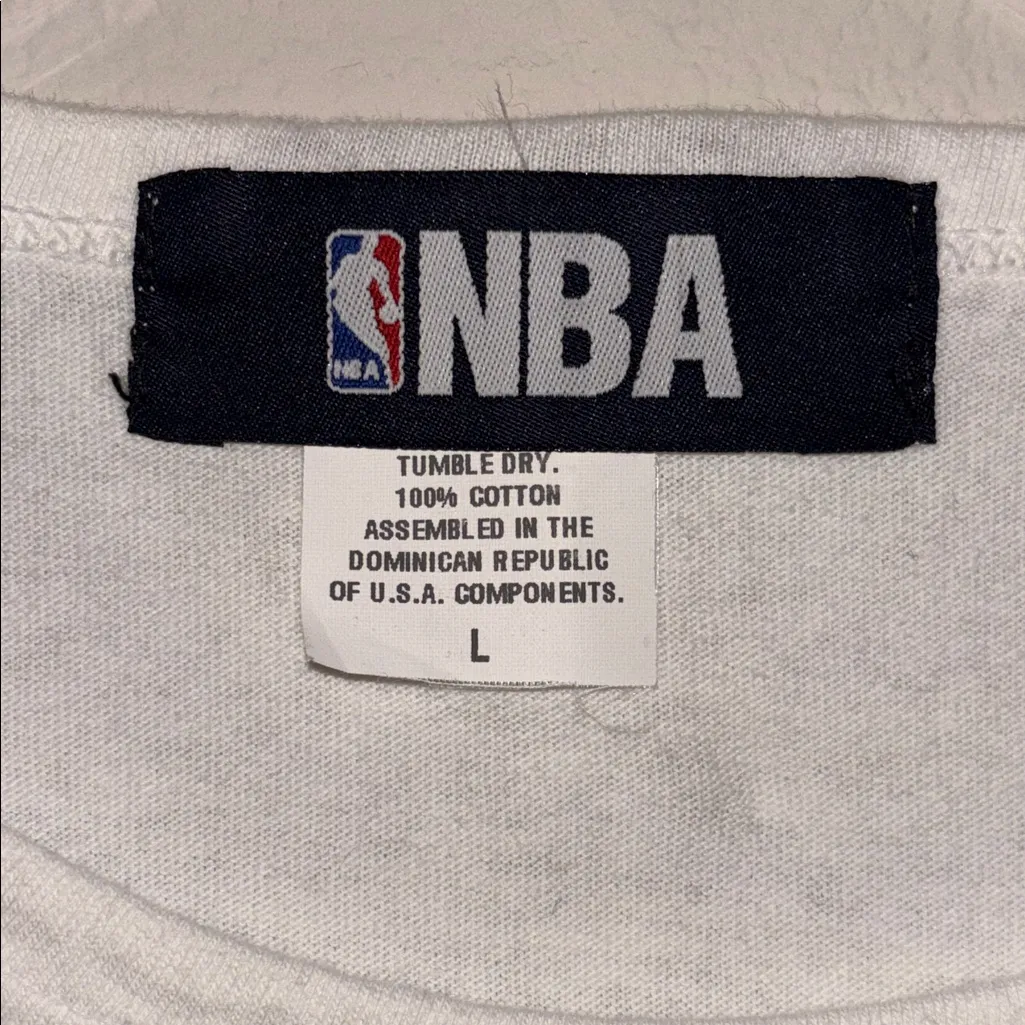 NBA
NBA
TUMBLE DRY.
100% COTTON
ASSEMBLED IN THE
DOMINICAN REPUBLIC
OF U.S.A. COMPONENTS.
L